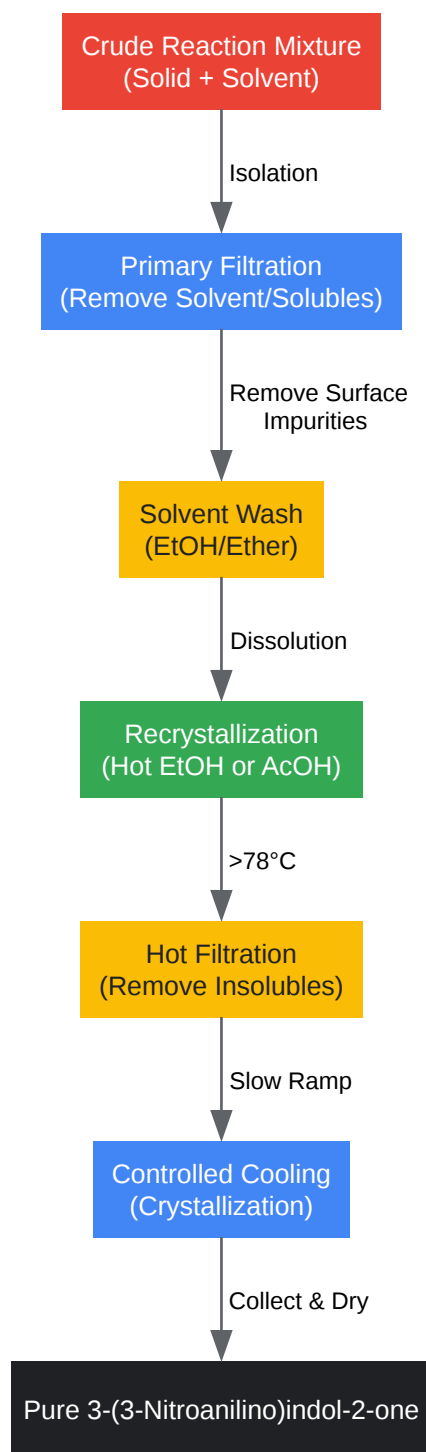 Crude Reaction Mixture
(Solid + Solvent)
Isolation
Primary Filtration
(Remove Solvent/Solubles)
Remove Surface
Impurities
Solvent Wash
(EtOH/Ether)
Dissolution
Recrystallization
(Hot EtOH or AcOH)
>78°C
Hot Filtration
(Remove Insolubles)
Slow Ramp
Controlled Cooling
(Crystallization)
Collect & Dry
Pure 3-(3-Nitroanilino)indol-2-one